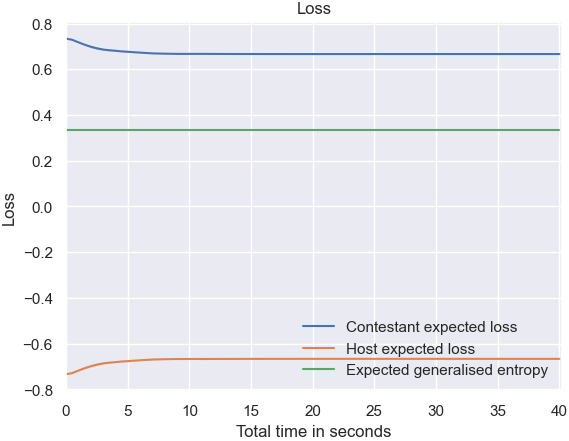 Loss
0.8
0.6
0.4
0.2
0.0
−0.2
−0.4
−0.6
−0.8
Loss
Contestant expected loss
Host expected loss
Expected generalised entropy
0 5 10 15 20 25 30 35 40
Total time in seconds